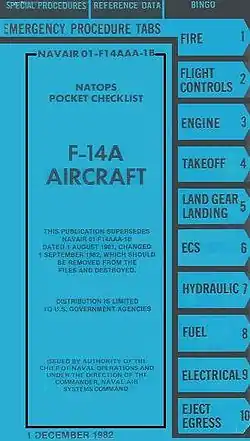 SPECIAL PROCEDURES
REFERENCE DATA
BINGO
EMERGENCY PROCEDURE TABS
NAVAIR 01-F14AAA-1B
NATOPS
POCKET CHECKLIST
F-14A
AIRCRAFT
THIS PUBLICATION SUPERSEDES
NAVAIR 01-F14AAA-1B
DATED 1 AUGUST 1981, CHANGED
1 SEPTEMBER 1982, WHICH SHOULD
BE REMOVED FROM THE
FILES AND DESTROYED.
DISTRIBUTION IS LIMITED
TO U.S. GOVERNMENT AGENCIES
ISSUED BY AUTHORITY OF THE
CHIEF OF NAVAL OPERATIONS AND
UNDER THE DIRECTION OF THE
COMMANDER, NAVAL AIR
SYSTEMS COMMAND
1 DECEMBER 1982
FIRE 1
FLIGHT
CONTROLS 2
ENGINE 3
TAKEOFF 4
LAND GEAR
LANDING 5
ECS 6
HYDRAULIC 7
FUEL 8
ELECTRICAL 9
EJECT
EGRESS 10